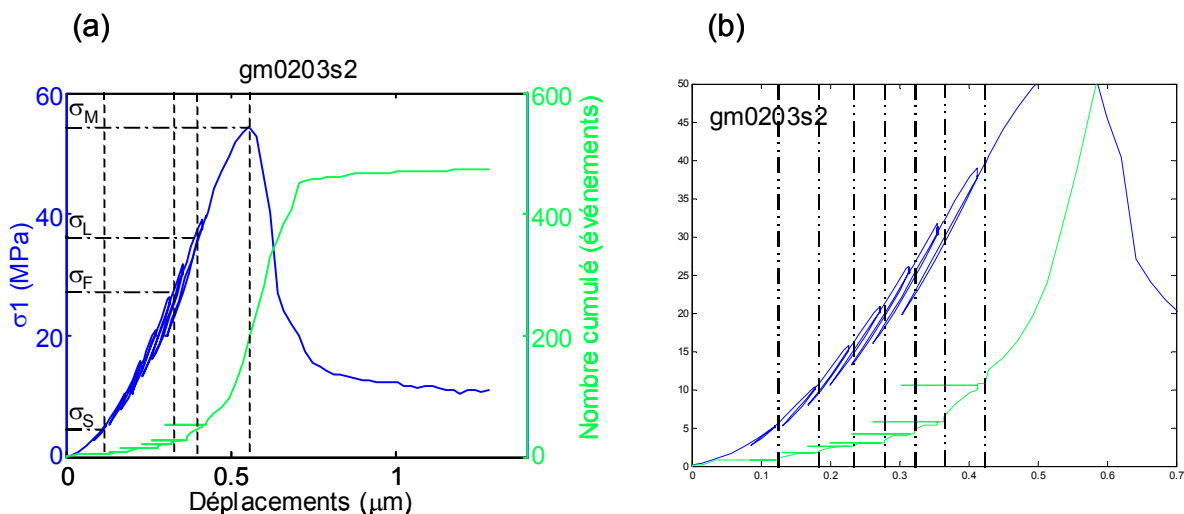 (a)
(b)
gm0203s2
60
40
20
0
σ1 (MPa)
σM
σL
σF
σS
600
400
200
0
Nombre cumulé (événements)
0
0.5
1
Déplacements (μm)
gm0203s2
50
45
40
35
30
25
20
15
10
5
0
0
0.1
0.2
0.3
0.4
0.5
0.6
0.7